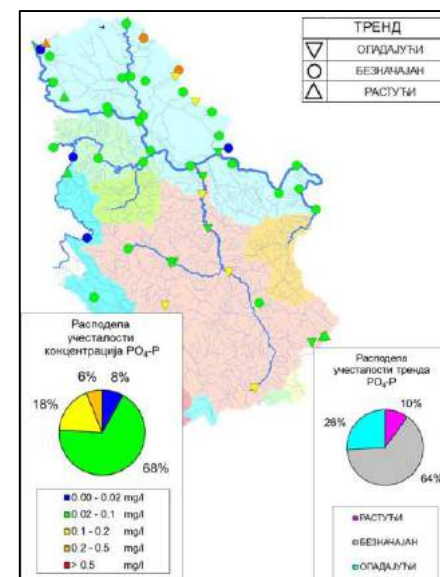 ТРЕНД
ОПАДАЈУЋИ
БЕЗНАЧАЈАН
РАСТУЋИ
Расподела
учесталости
концентрација PO₄-P
6%
8%
18%
68%
0.00 - 0.02 mg/l
0.02 - 0.1 mg/l
0.1 - 0.2 mg/l
0.2 - 0.5 mg/l
> 0.5 mg/l
Расподела
учесталости тренда
PO₄-P
10%
26%
64%
РАСТУЋИ
БЕЗНАЧАЈАН
ОПАДАЈУЋИ